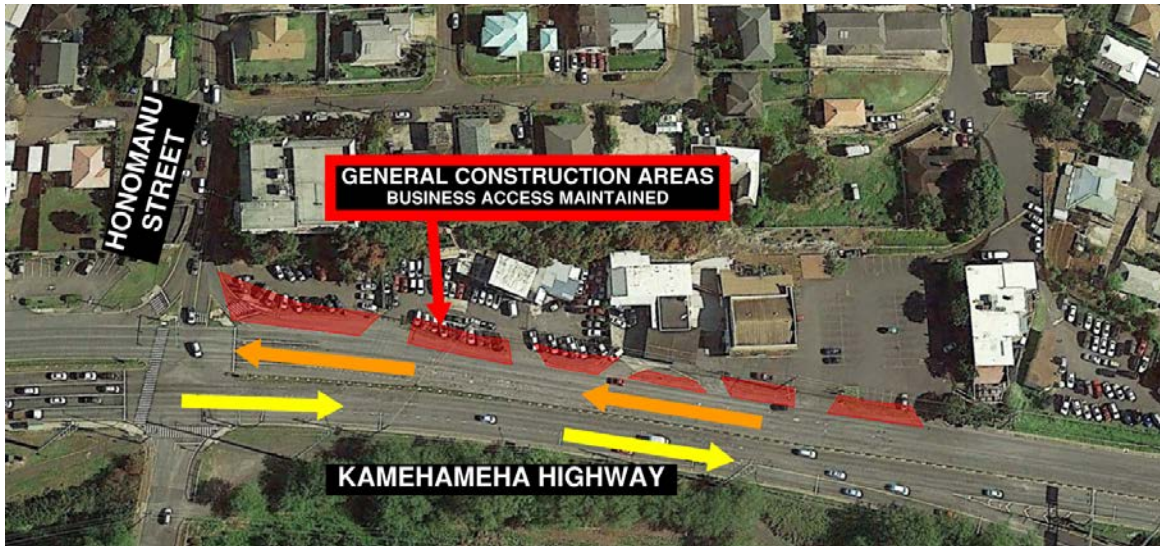 HONOMANU
STREET
GENERAL CONSTRUCTION AREAS
BUSINESS ACCESS MAINTAINED
KAMEHAMEHA HIGHWAY